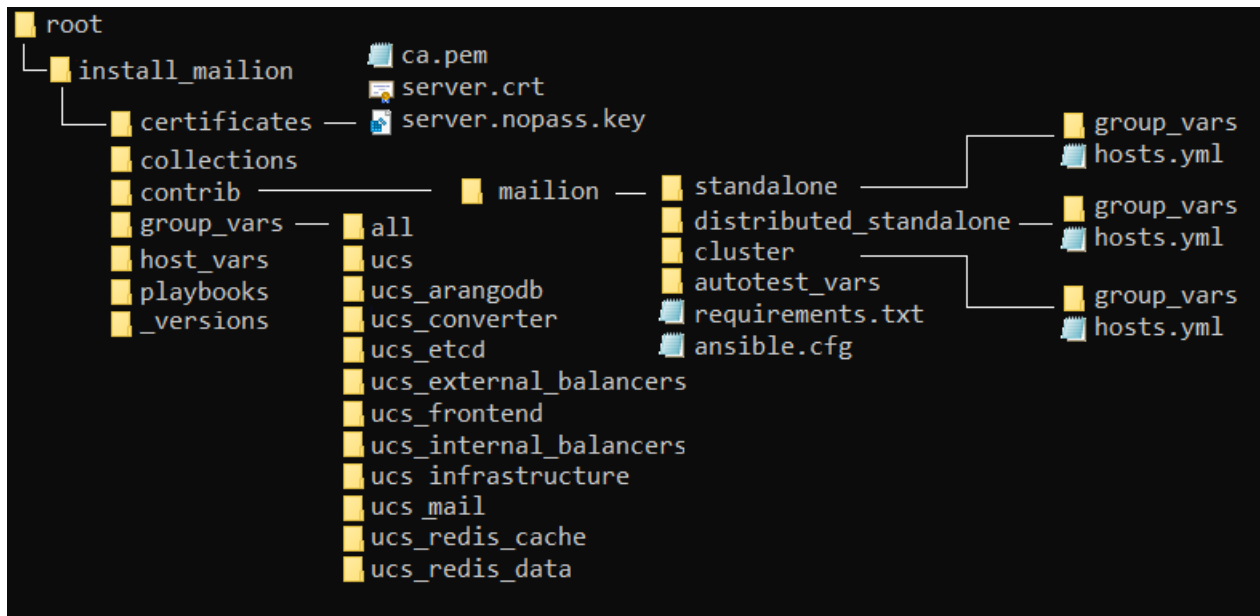 root
install_mailion
certificates
ca.pem
server.crt
server.nopass.key
collections
contrib
mailion
standalone
group_vars
hosts.yml
distributed_standalone
group_vars
hosts.yml
cluster
group_vars
hosts.yml
autotest_vars
requirements.txt
ansible.cfg
group_vars
all
ucs
ucs_arangodb
ucs_converter
ucs_etcd
ucs_external_balancers
ucs_frontend
ucs_internal_balancers
ucs infrastructure
ucs_mail
ucs_redis_cache
ucs_redis_data
host_vars
playbooks
_versions